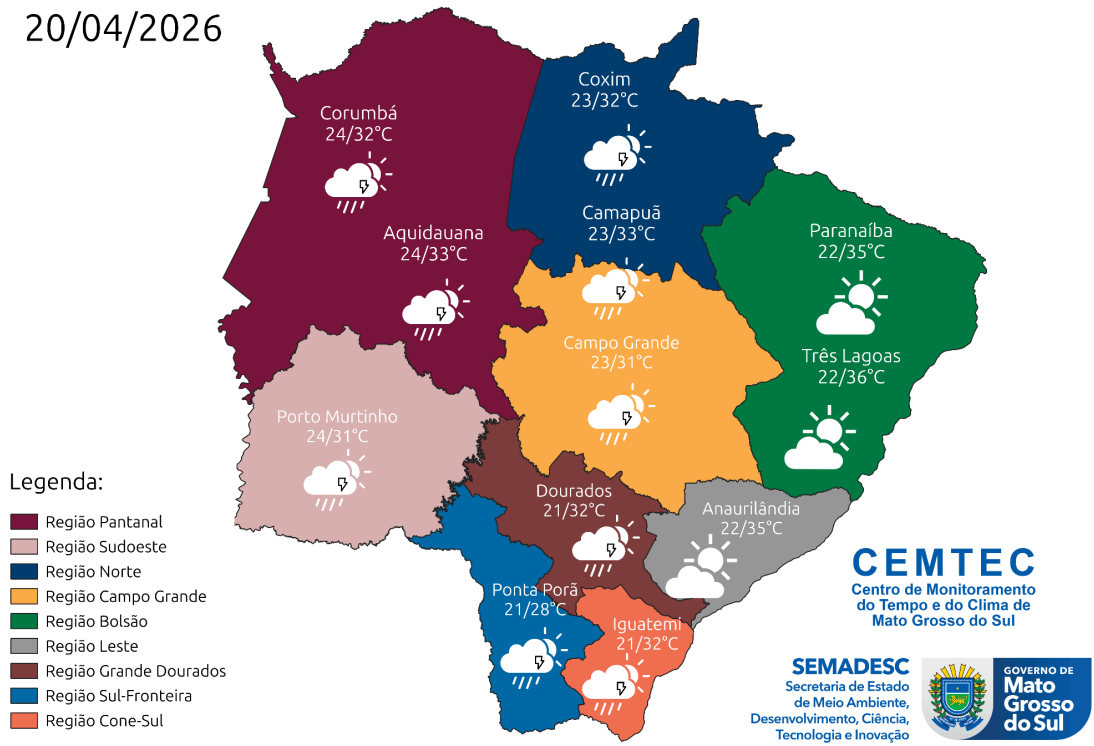 20/04/2026
Coxim
23/32°C
Corumbá
24/32°C
Camapuã
23/33°C
Aquidauana
24/33°C
Paranaíba
22/35°C
Campo Grande
23/31°C
Três Lagoas
22/36°C
Porto Murtinho
24/31°C
Dourados
21/32°C
Anaurilândia
22/35°C
Ponta Porã
21/28°C
Iguatemi
21/32°C
Legenda:
Região Pantanal
Região Sudoeste
Região Norte
Região Campo Grande
Região Bolsão
Região Leste
Região Grande Dourados
Região Sul-Fronteira
Região Cone-Sul
CEMTEC
Centro de Monitoramento
do Tempo e do Clima de
Mato Grosso do Sul
SEMADESC
Secretaria de Estado
de Meio Ambiente,
Desenvolvimento, Ciência,
Tecnologia e Inovação
GOVERNO DE
Mato
Grosso
do Sul